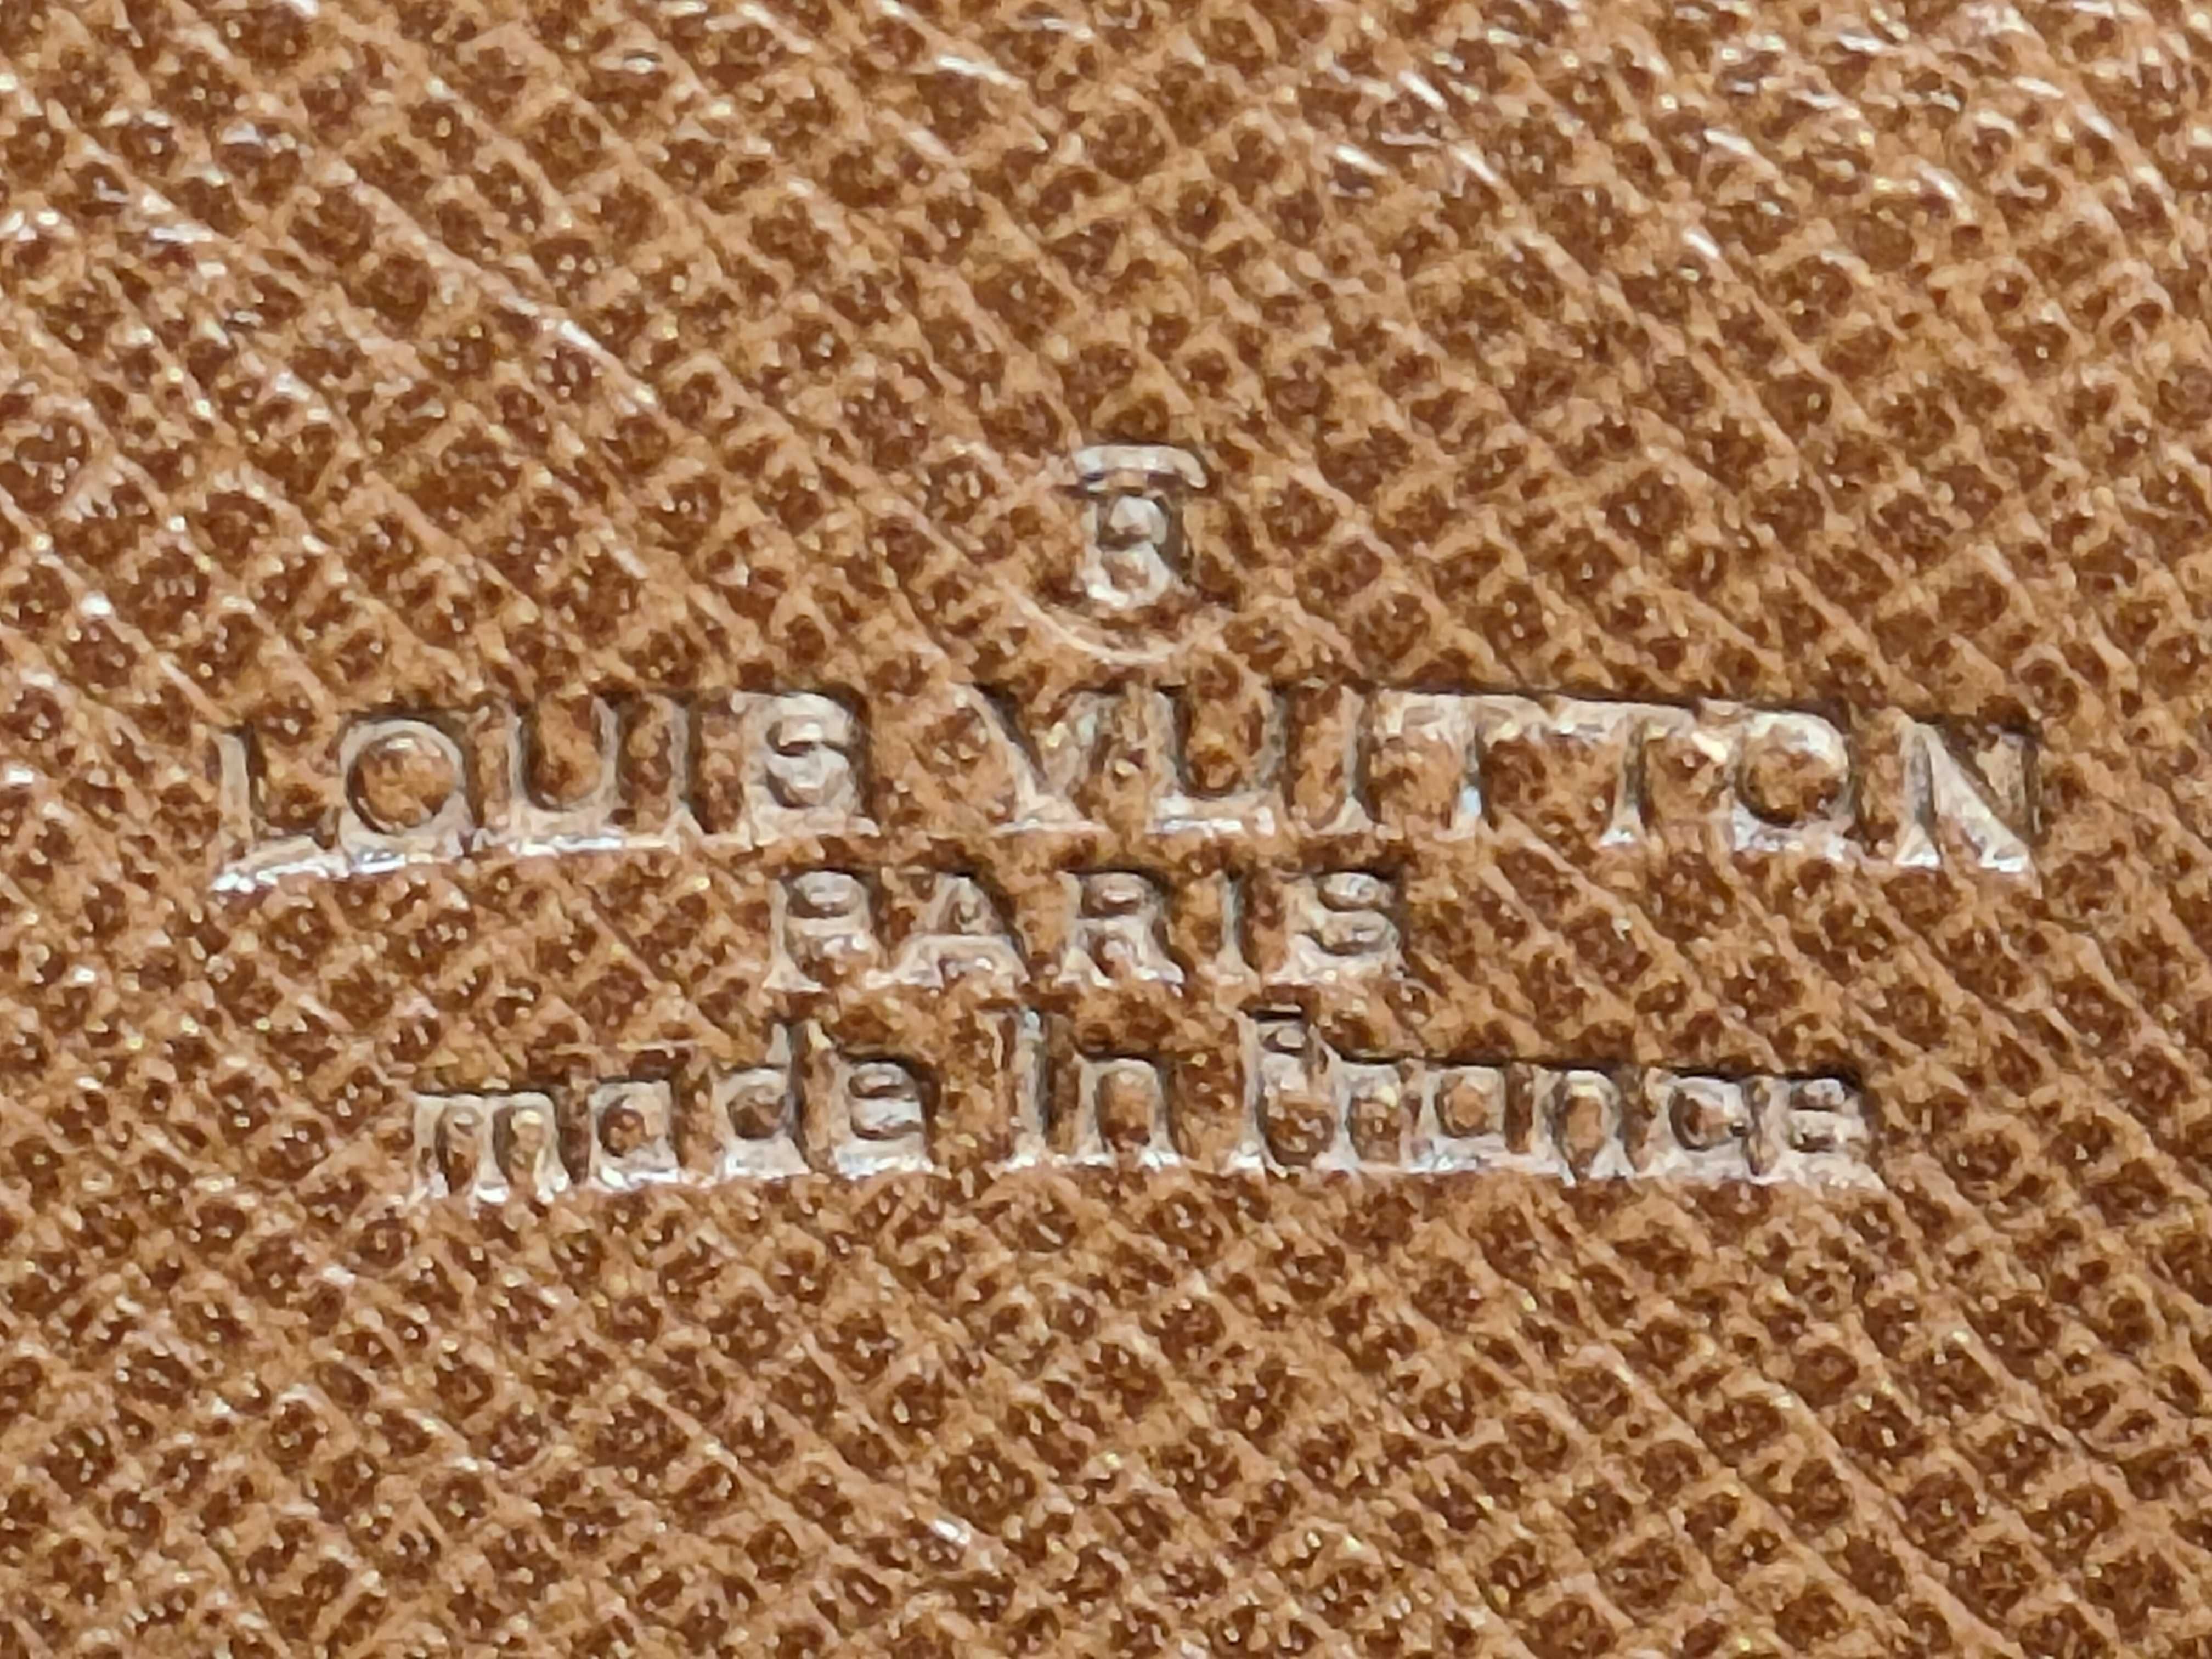 LOUIS VUITTON
PARIS
made in France